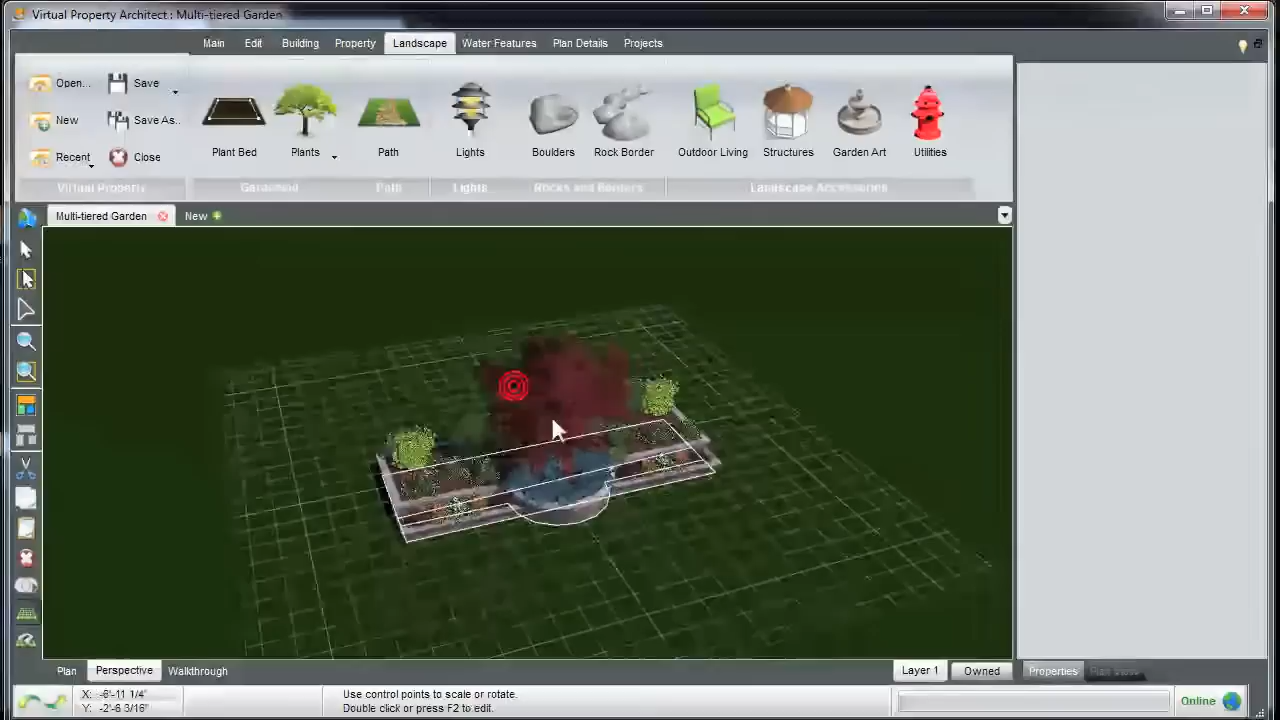 Virtual Property Architect : Multi-tiered Garden
Main Edit Building Property Landscape Water Features Plan Details Projects
Open... Save
New Save As..
Recent Close
Plant Bed Plants Path Lights Boulders Rock Border Outdoor Living Structures Garden Art Utilities
Virtual Property Path Lights Rocks and Borders Landscape Accessories
Multi-tiered Garden New
Plan Perspective Walkthrough Layer 1 Owned Properties
X: -6'-11 1/4"
Y: -2'-6 3/16"
Use control points to scale or rotate.
Double click or press F2 to edit.
Online